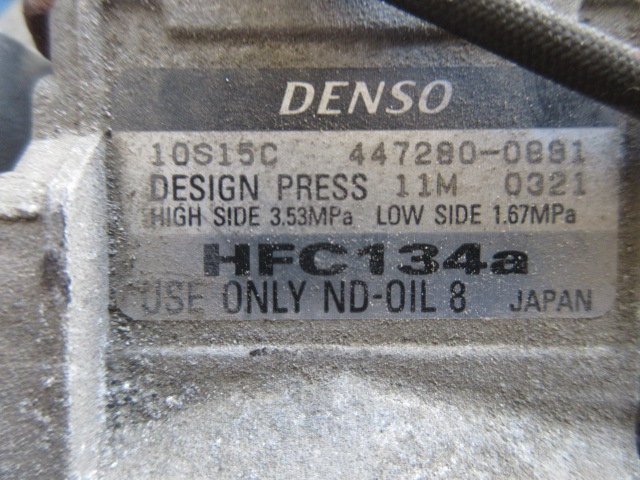 DENSO
10S15C 447280-0881
DESIGN PRESS 11M 0321
HIGH SIDE 3.53MPa LOW SIDE 1.67MPa
HFC134a
USE ONLY ND-OIL 8 JAPAN